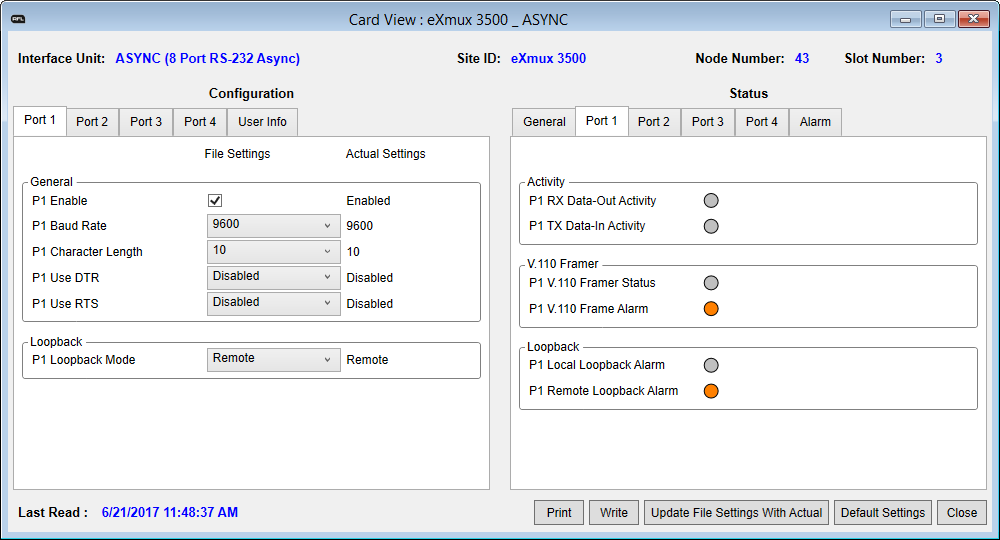 RFL
Card View : eXmux 3500 _ ASYNC
Interface Unit: ASYNC (8 Port RS-232 Async) Site ID: eXmux 3500 Node Number: 43 Slot Number: 3
Configuration
Port 1 Port 2 Port 3 Port 4 User Info
File Settings Actual Settings
General
P1 Enable Enabled
P1 Baud Rate 9600 9600
P1 Character Length 10 10
P1 Use DTR Disabled Disabled
P1 Use RTS Disabled Disabled
Loopback
P1 Loopback Mode Remote Remote
Status
General Port 1 Port 2 Port 3 Port 4 Alarm
Activity
P1 RX Data-Out Activity
P1 TX Data-In Activity
V.110 Framer
P1 V.110 Framer Status
P1 V.110 Frame Alarm
Loopback
P1 Local Loopback Alarm
P1 Remote Loopback Alarm
Last Read : 6/21/2017 11:48:37 AM
Print Write Update File Settings With Actual Default Settings Close